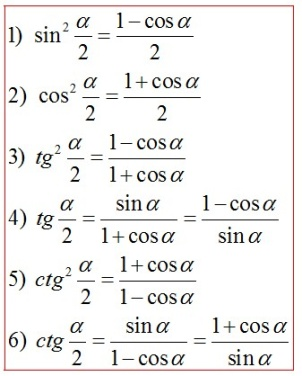 1) sin² α/2 = (1 − cos α)/2
2) cos² α/2 = (1 + cos α)/2
3) tg² α/2 = (1 − cos α)/(1 + cos α)
4) tg α/2 = sin α/(1 + cos α) = (1 − cos α)/sin α
5) ctg² α/2 = (1 + cos α)/(1 − cos α)
6) ctg α/2 = sin α/(1 − cos α) = (1 + cos α)/sin α